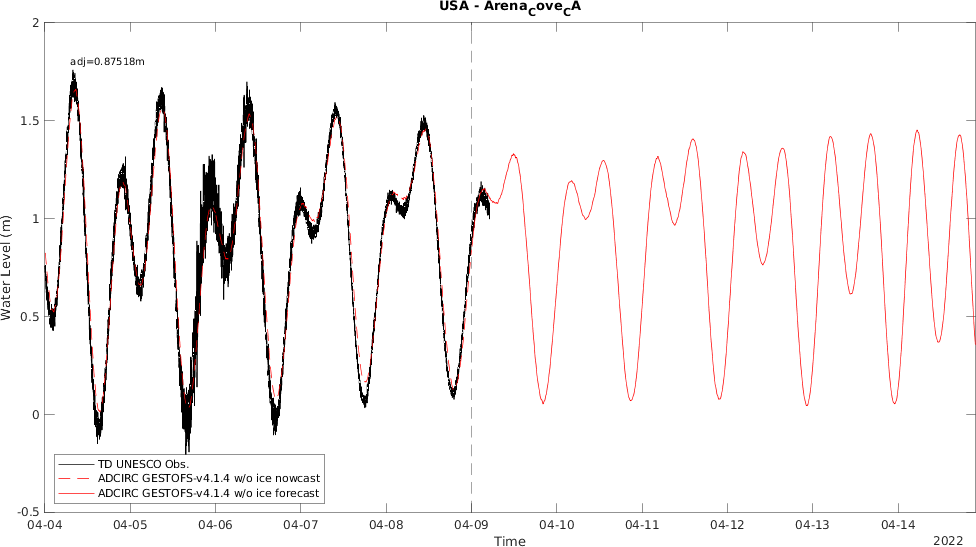 USA - ArenaCoveCA
adj=0.87518m
2
1.5
1
0.5
0
-0.5
Water Level (m)
TD UNESCO Obs.
ADCIRC GESTOFS-v4.1.4 w/o ice nowcast
ADCIRC GESTOFS-v4.1.4 w/o ice forecast
04-04 04-05 04-06 04-07 04-08 04-09 04-10 04-11 04-12 04-13 04-14
Time
2022